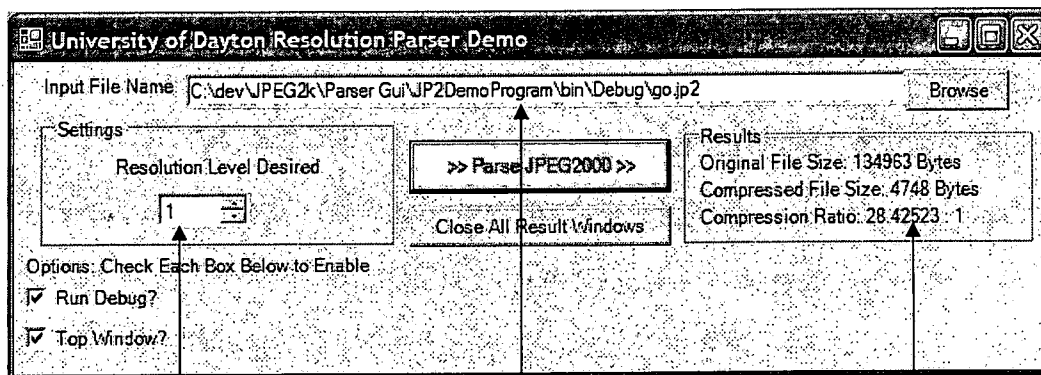 University of Dayton Resolution Parser Demo
Input File Name C:\dev\JPEG2k\Parser Gui\JP2DemoProgram\bin\Debug\go.jp2 Browse
Settings
Resolution Level Desired
1
>> Parse JPEG2000 >>
Close All Result Windows
Results
Original File Size: 134963 Bytes
Compressed File Size: 4748 Bytes
Compression Ratio: 28.42523 : 1
Options: Check Each Box Below to Enable
Run Debug?
Top Window?